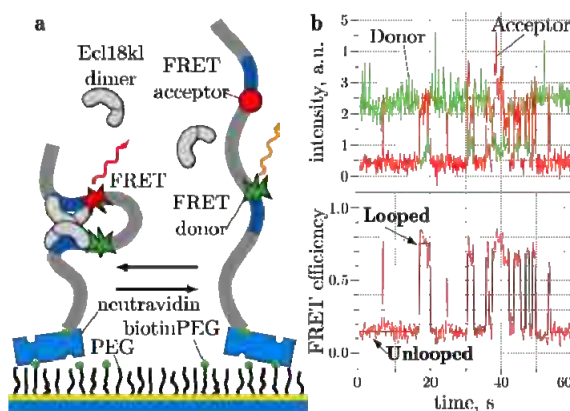 a
Ecl18kI
dimer
FRET
acceptor
FRET
FRET
donor
neutravidin
biotinPEG
PEG
b
Donor
Acceptor
intensity, a.u.
5
1
3
2
1
0
FRET efficiency
1.0
0.5
0.0
Looped
Unlooped
0
20
40
60
time, s